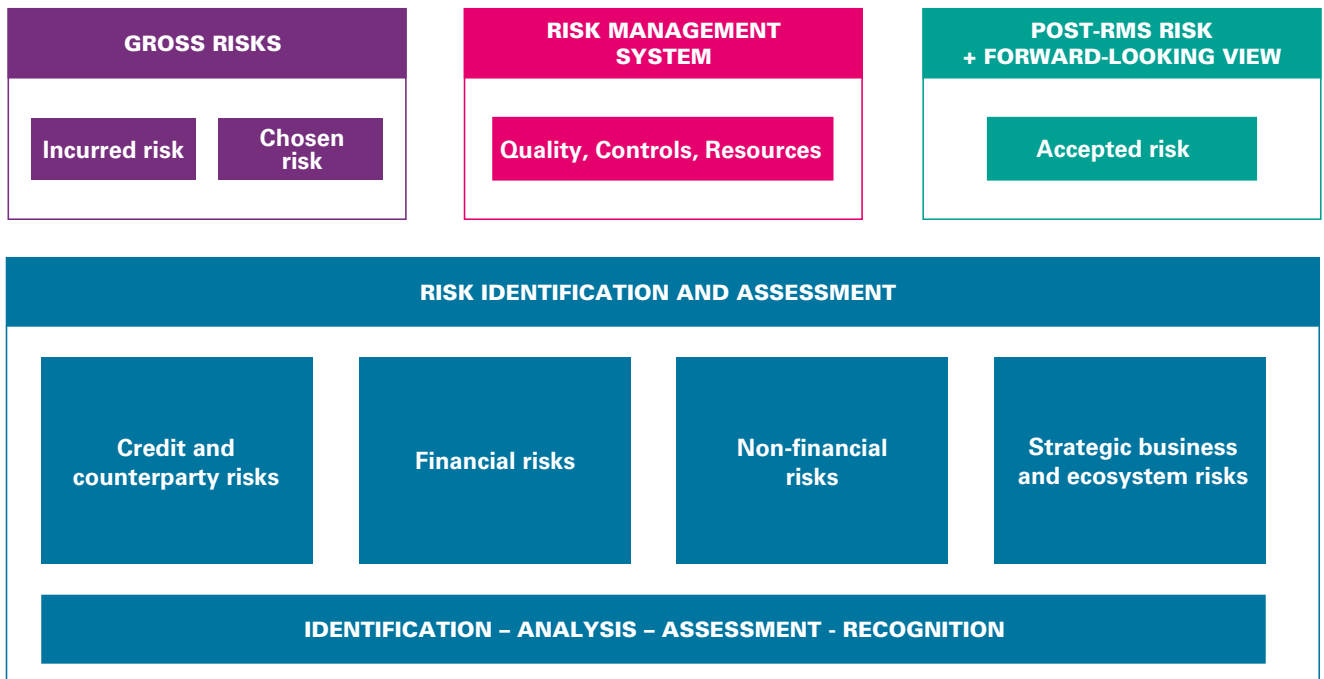 GROSS RISKS
Incurred risk
Chosen
risk
RISK MANAGEMENT
SYSTEM
Quality, Controls, Resources
POST-RMS RISK
+ FORWARD-LOOKING VIEW
Accepted risk
RISK IDENTIFICATION AND ASSESSMENT
Credit and
counterparty risks
Financial risks
Non-financial
risks
Strategic business
and ecosystem risks
IDENTIFICATION – ANALYSIS – ASSESSMENT - RECOGNITION